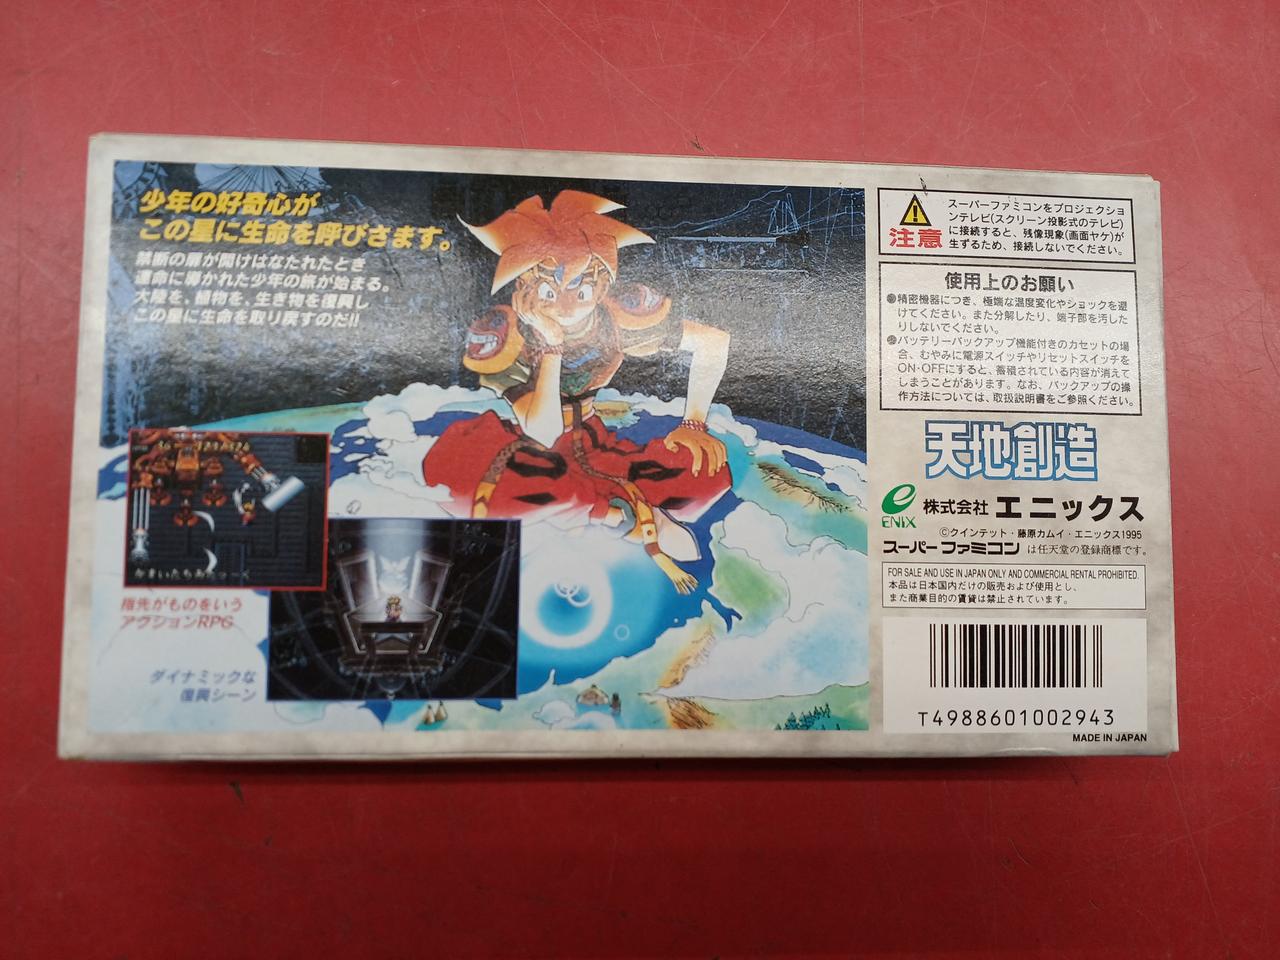 少年の好奇心が
この星に生命を呼びさます。
禁断の扉が開けはなたれたとき
運命に導かれた少年の旅が始まる。
大陸を、植物を、生き物を復興し
この星に生命を取り戻すのだ!!
指先がものをいう
アクションRPG
ダイナミックな
復興シーン
注意
スーパーファミコンをプロジェクショ
ンテレビ(スクリーン投影式のテレビ)
に接続すると、残像現象(画面ヤケ)が
生ずるため、接続しないでください。
使用上のお願い
●精密機器につき、極端な温度変化やショックを避
けてください。また分解したり、端子部を汚した
りしないでください。
●バッテリーバックアップ機能付きのカセットの場
合、むやみに電源スイッチやリセットスイッチを
ON・OFFにすると、蓄積されている内容が消えて
しまうことがあります。なお、バックアップの操
作方法については、取扱説明書をご参照ください。
天地創造
ENIX
株式会社 エニックス
©クインテット・藤原カムイ・エニックス1995
スーパーファミコン は任天堂の登録商標です。
FOR SALE AND USE IN JAPAN ONLY AND COMMERCIAL RENTAL PROHIBITED.
本品は日本国内だけの販売および使用とし、
また商業目的の賃貸は禁止されています。
T4988601002943
MADE IN JAPAN